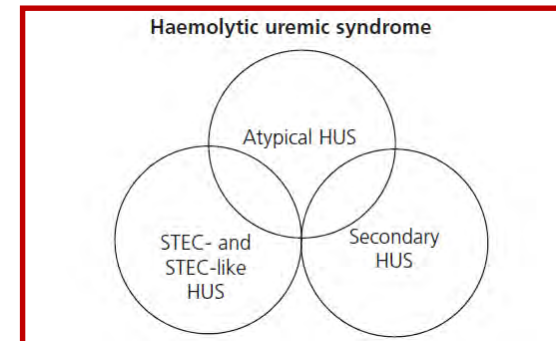 Haemolytic uremic syndrome
Atypical HUS
STEC- and
STEC-like
HUS
Secondary
HUS